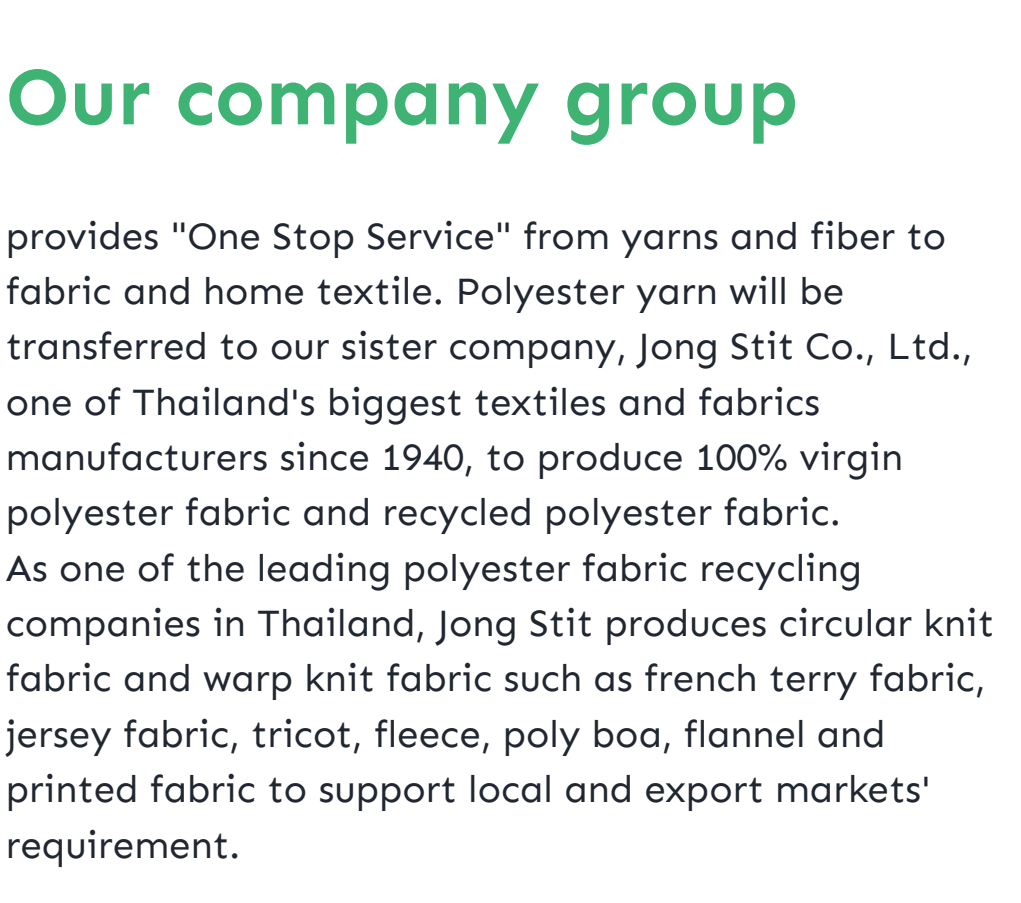 Our company group
provides "One Stop Service" from yarns and fiber to
fabric and home textile. Polyester yarn will be
transferred to our sister company, Jong Stit Co., Ltd.,
one of Thailand's biggest textiles and fabrics
manufacturers since 1940, to produce 100% virgin
polyester fabric and recycled polyester fabric.
As one of the leading polyester fabric recycling
companies in Thailand, Jong Stit produces circular knit
fabric and warp knit fabric such as french terry fabric,
jersey fabric, tricot, fleece, poly boa, flannel and
printed fabric to support local and export markets'
requirement.